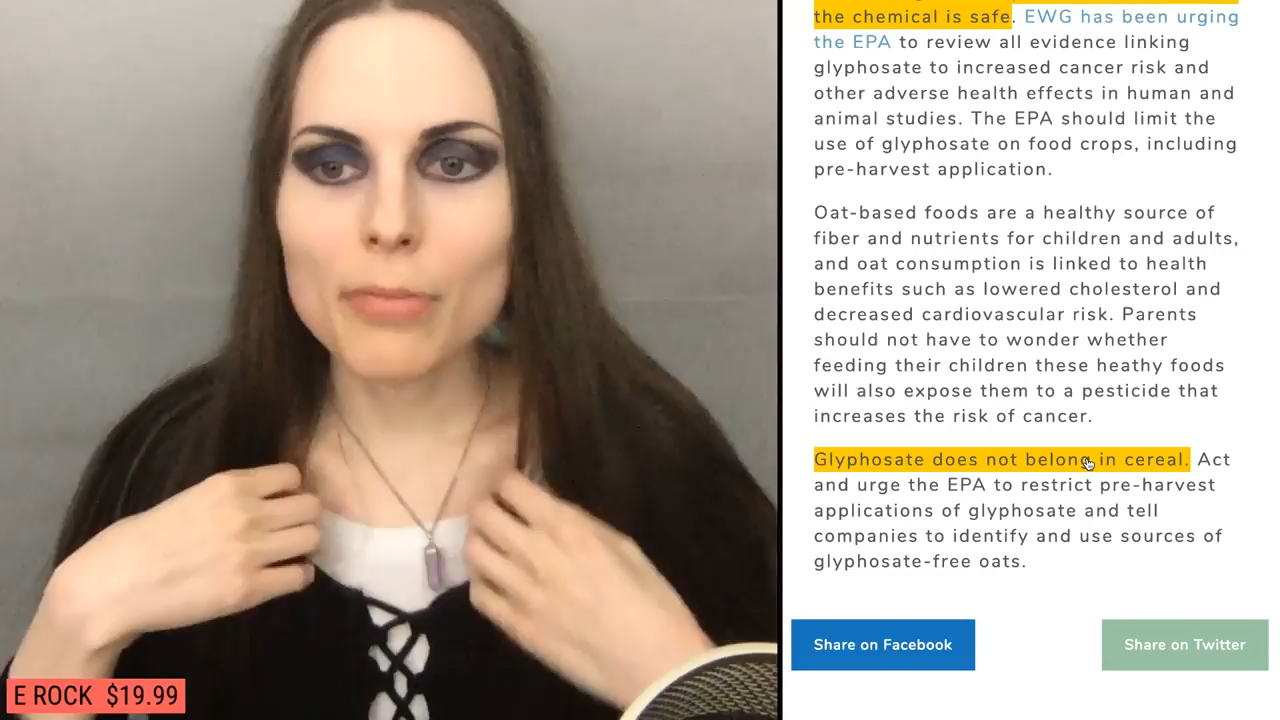 the chemical is safe. EWG has been urging
the EPA to review all evidence linking
glyphosate to increased cancer risk and
other adverse health effects in human and
animal studies. The EPA should limit the
use of glyphosate on food crops, including
pre-harvest application.
Oat-based foods are a healthy source of
fiber and nutrients for children and adults,
and oat consumption is linked to health
benefits such as lowered cholesterol and
decreased cardiovascular risk. Parents
should not have to wonder whether
feeding their children these heathy foods
will also expose them to a pesticide that
increases the risk of cancer.
Glyphosate does not belong in cereal. Act
and urge the EPA to restrict pre-harvest
applications of glyphosate and tell
companies to identify and use sources of
glyphosate-free oats.
Share on Facebook
Share on Twitter
E ROCK $19.99